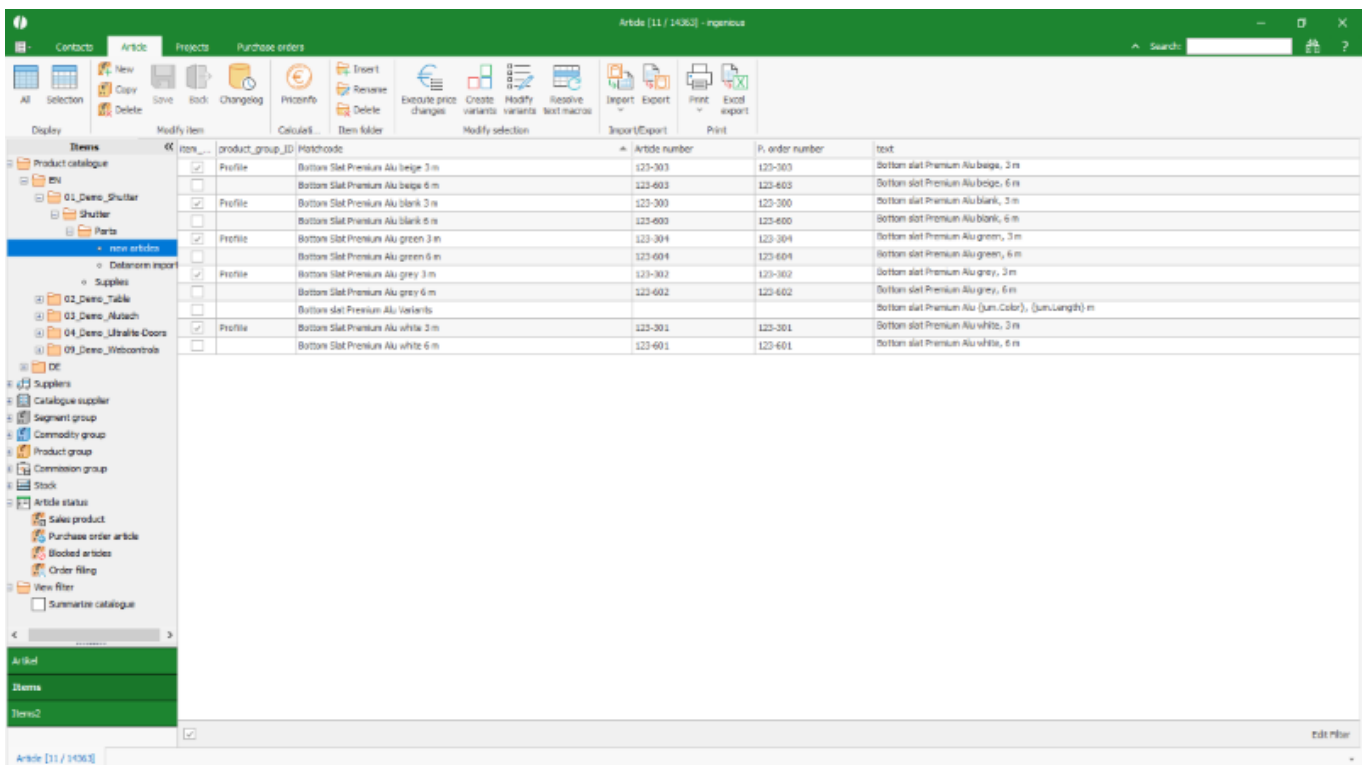 Article [11 / 14363] - ingenious
Contacts Article Projects Purchase orders Search: ?
All Selection New Copy Delete Save Back Changelog Priceinfo Insert Rename Delete Execute price changes Create variants Modify variants Resolve text macros Import Export Print Excel export
Display Modify item Calculati... Item folder Modify selection Import/Export Print
Items
item_... product_group_ID Matchcode Article number P. order number text
Product catalogue
EN
01_Demo_Shutter
Shutter
Parts
new articles
Datanorm import
Supplies
02_Demo_Table
03_Demo_Alutech
04_Demo_Ultralite-Doors
09_Demo_Webcontrols
DE
Suppliers
Catalogue supplier
Segment group
Commodity group
Product group
Commission group
Stock
Article status
Sales product
Purchase order article
Blocked articles
Order filing
View filter
Summarize catalogue
Profile Bottom Slat Premium Alu beige 3 m 123-303 123-303 Bottom slat Premium Alu beige, 3 m
Bottom Slat Premium Alu beige 6 m 123-603 123-603 Bottom slat Premium Alu beige, 6 m
Profile Bottom Slat Premium Alu blank 3 m 123-300 123-300 Bottom slat Premium Alu blank, 3 m
Bottom Slat Premium Alu blank 6 m 123-600 123-600 Bottom slat Premium Alu blank, 6 m
Profile Bottom Slat Premium Alu green 3 m 123-304 123-304 Bottom slat Premium Alu green, 3 m
Bottom Slat Premium Alu green 6 m 123-604 123-604 Bottom slat Premium Alu green, 6 m
Profile Bottom Slat Premium Alu grey 3 m 123-302 123-302 Bottom slat Premium Alu grey, 3 m
Bottom Slat Premium Alu grey 6 m 123-602 123-602 Bottom slat Premium Alu grey, 6 m
Bottom slat Premium Alu Variants Bottom slat Premium Alu {jum.Color}, {jum.Length} m
Profile Bottom Slat Premium Alu white 3 m 123-301 123-301 Bottom slat Premium Alu white, 3 m
Bottom Slat Premium Alu white 6 m 123-601 123-601 Bottom slat Premium Alu white, 6 m
Artikel
Items
Items2
Edit Filter
Article [11 / 14363]